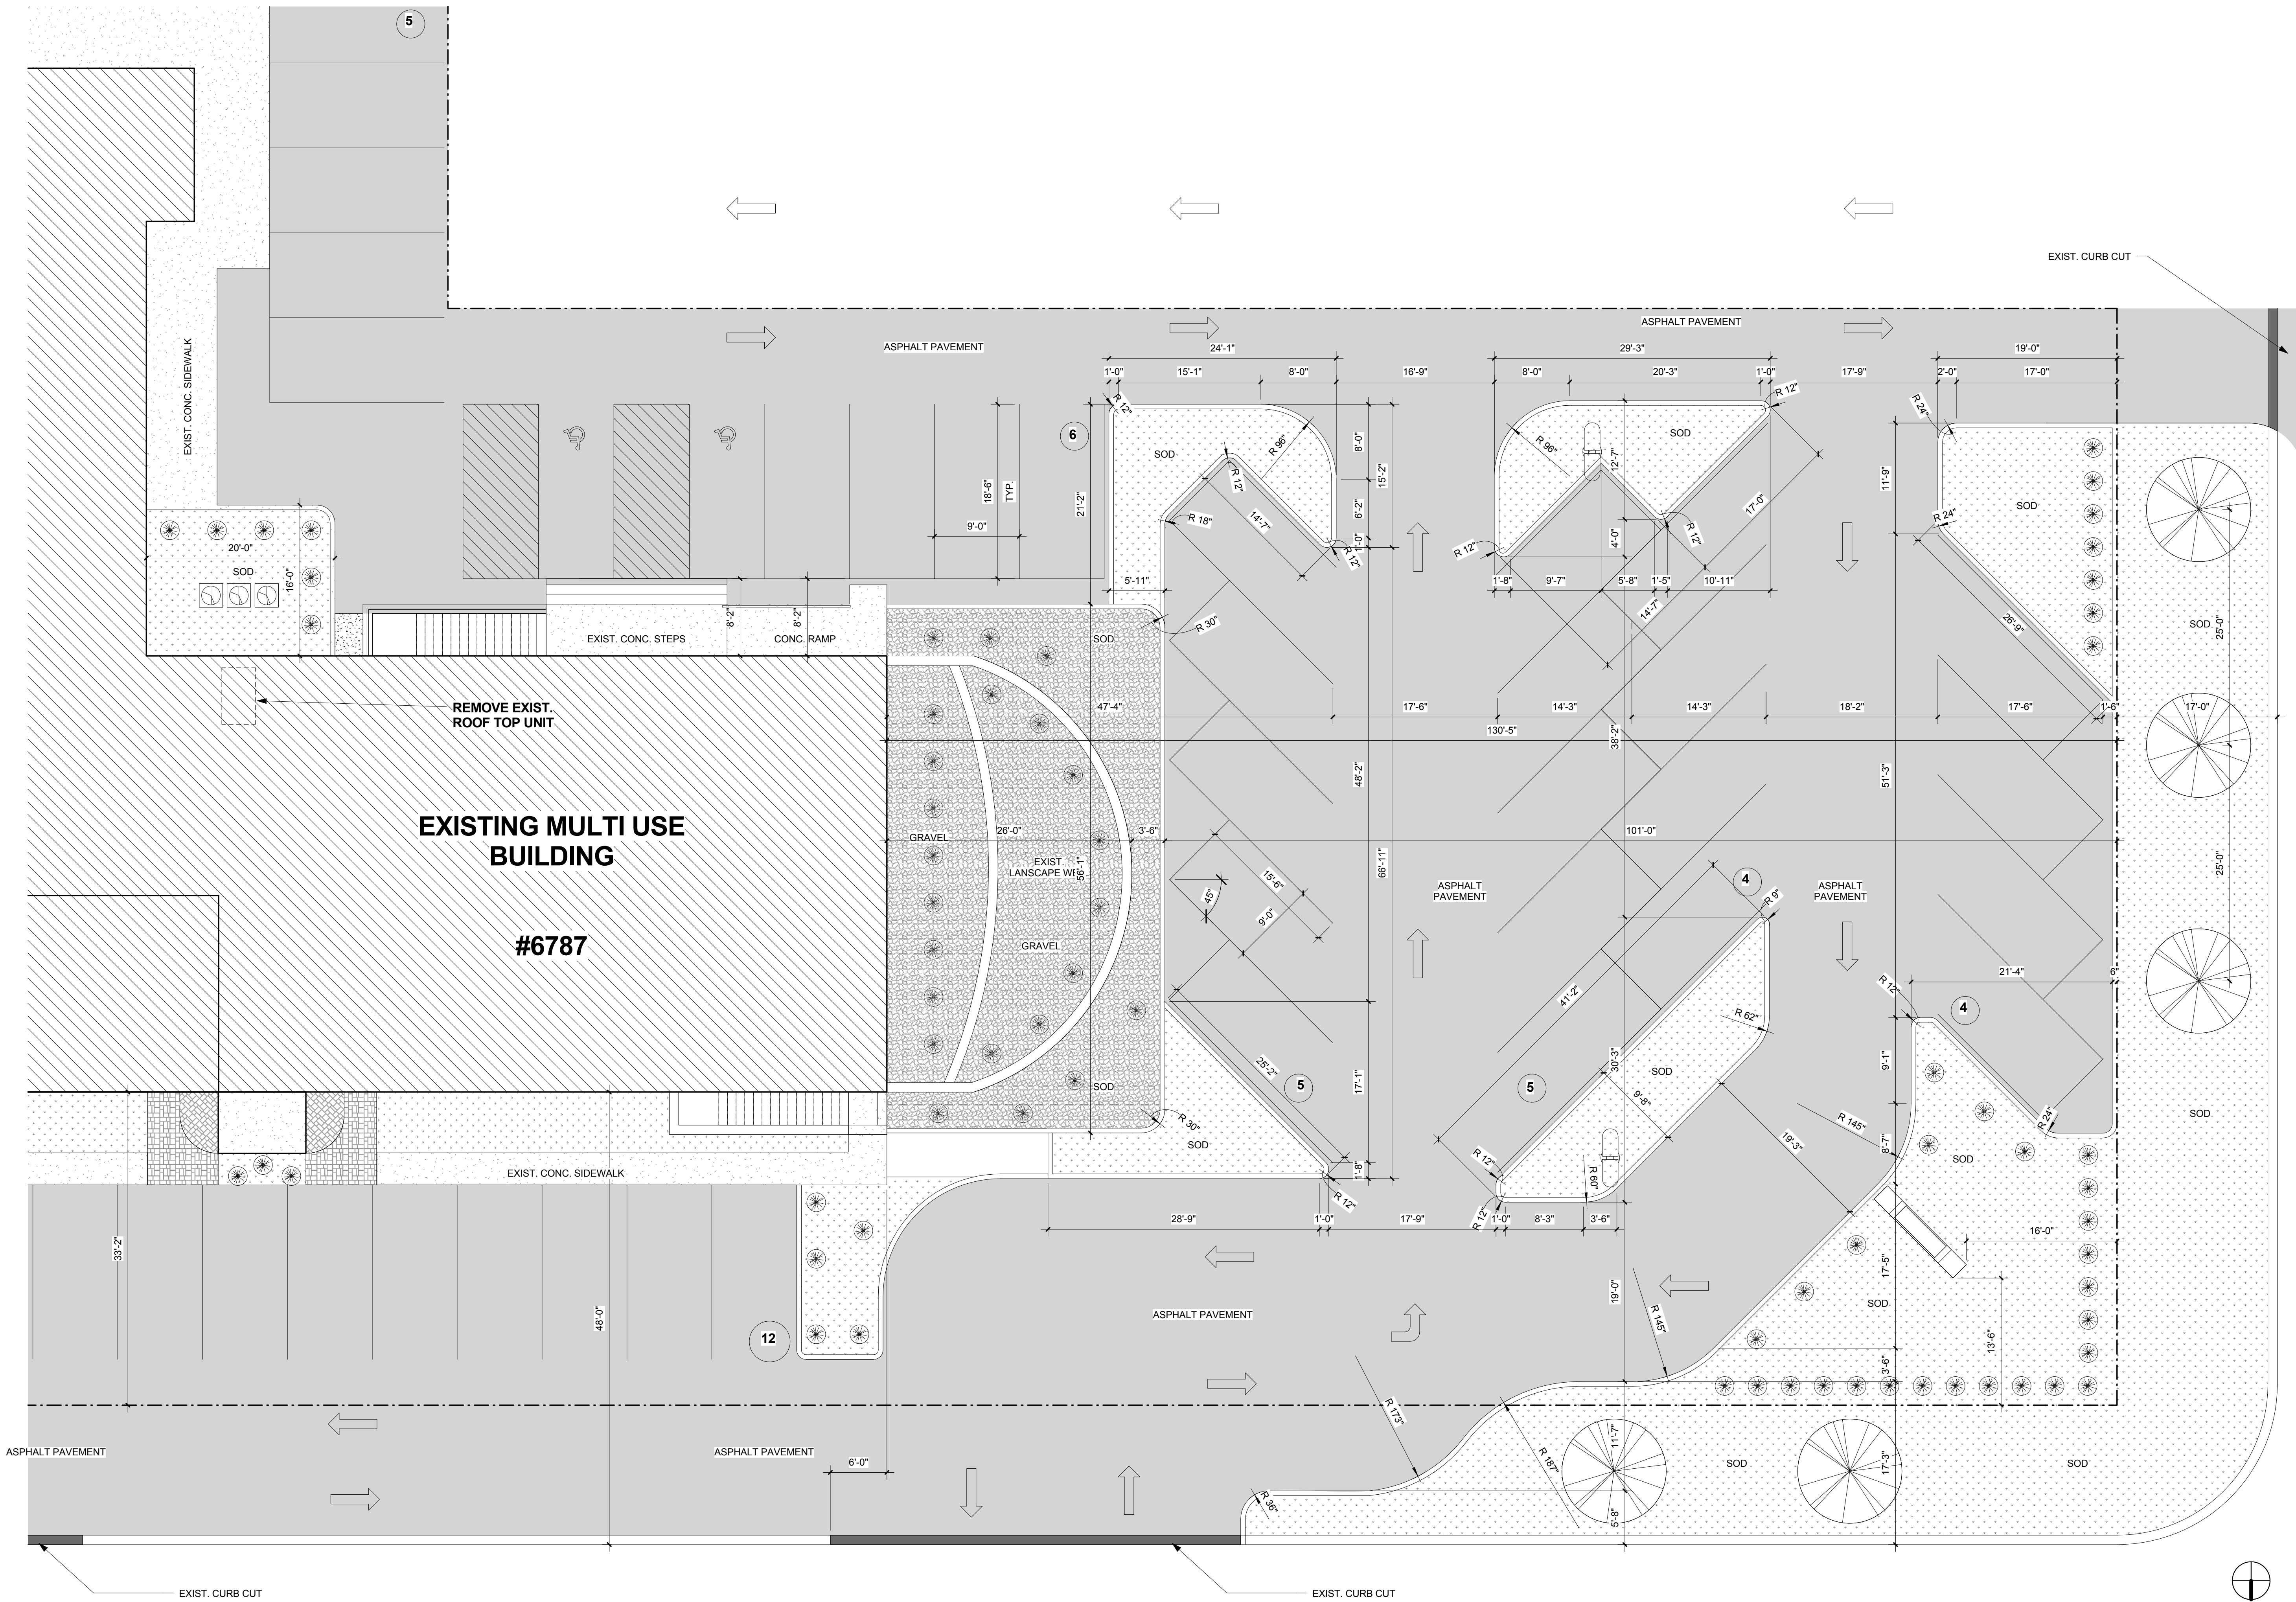 5
EXIST. CURB CUT
ASPHALT PAVEMENT
ASPHALT PAVEMENT
EXIST. CONC. SIDEWALK
24'-1"
29'-3"
19'-0"
1'-0"
15'-1"
8'-0"
16'-9"
8'-0"
20'-3"
1'-0"
17'-9"
2'-0"
17'-0"
R 12"
R 12"
R 24"
6
SOD
R 96"
8'-0"
R 96"
SOD
12'-7"
15'-2"
R 12"
11'-9"
SOD
18'-6"
TYP.
21'-2"
17'-0"
6'-2"
9'-0"
R 18"
14'-7"
R 24"
1'-0"
R 12"
R 12"
4'-0"
R 12"
20'-0"
SOD
16'-0"
5'-11"
1'-8"
9'-7"
5'-8"
1'-5"
10'-11"
14'-7"
8'-2"
8'-2"
R 30"
26'-9"
SOD
25'-0"
EXIST. CONC. STEPS
CONC. RAMP
SOD
REMOVE EXIST.
ROOF TOP UNIT
47'-4"
17'-6"
14'-3"
14'-3"
18'-2"
17'-6"
1'-6"
17'-0"
130'-5"
38'-2"
48'-2"
51'-3"
EXISTING MULTI USE
BUILDING
GRAVEL
26'-0"
3'-6"
101'-0"
EXIST.
LANSCAPE WE
56'-1"
66'-11"
25'-0"
15'-6"
45°
9'-0"
ASPHALT
PAVEMENT
4
ASPHALT
PAVEMENT
R 9"
#6787
GRAVEL
21'-4"
6"
R 12"
41'-2"
4
R 62"
25'-2"
30'-3"
9'-1"
SOD
5
17'-1"
5
SOD
9'-8"
R 24"
SOD
R 30"
SOD
R 145"
19'-3"
8'-7"
SOD
EXIST. CONC. SIDEWALK
R 12"
R 60"
1'-8"
R 12"
28'-9"
1'-0"
17'-9"
R 12"
1'-0"
8'-3"
3'-6"
33'-2"
16'-0"
17'-5"
48'-0"
19'-0"
SOD
ASPHALT PAVEMENT
R 145"
12
13'-6"
3'-6"
R 173"
ASPHALT PAVEMENT
ASPHALT PAVEMENT
6'-0"
11'-7"
R 187"
SOD
17'-3"
SOD
R 36"
5'-8"
EXIST. CURB CUT
EXIST. CURB CUT